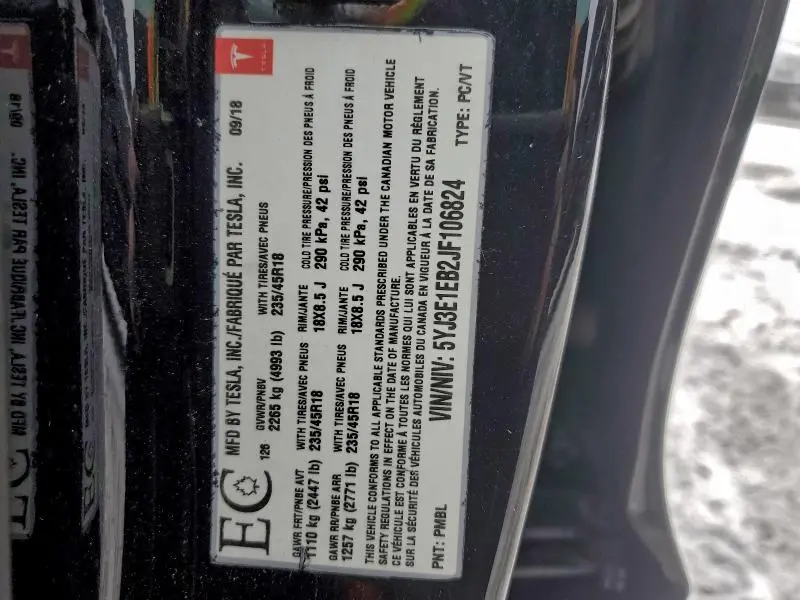 TESLA
EC
MFD BY TESLA, INC./FABRIQUÉ PAR TESLA, INC. 09/18
126 GVWR/PNBV WITH TIRES/AVEC PNEUS
2265 kg (4993 lb) 235/45R18
GAWR FRT/PNBE AVT WITH TIRES/AVEC PNEUS RIM/JANTE COLD TIRE PRESSURE/PRESSION DES PNEUS À FROID
1110 kg (2447 lb) 235/45R18 18X8.5 J 290 kPa, 42 psi
GAWR RR/PNBE ARR WITH TIRES/AVEC PNEUS RIM/JANTE COLD TIRE PRESSURE/PRESSION DES PNEUS À FROID
1257 kg (2771 lb) 235/45R18 18X8.5 J 290 kPa, 42 psi
THIS VEHICLE CONFORMS TO ALL APPLICABLE STANDARDS PRESCRIBED UNDER THE CANADIAN MOTOR VEHICLE
SAFETY REGULATIONS IN EFFECT ON THE DATE OF MANUFACTURE.
CE VÉHICULE EST CONFORME À TOUTES LES NORMES QUI LUI SONT APPLICABLES EN VERTU DU RÈGLEMENT
SUR LA SÉCURITÉ DES VÉHICULES AUTOMOBILES DU CANADA EN VIGUEUR À LA DATE DE SA FABRICATION.
PNT: PMBL VIN/NIV: 5YJ3E1EB2JF106824 TYPE: PC/VT